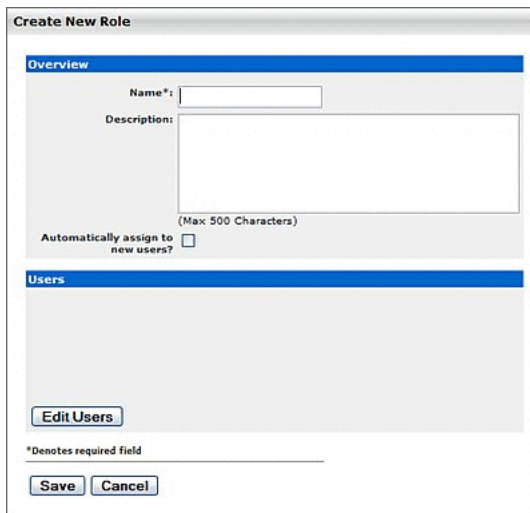 Create New Role
Overview
Name*:
Description:
(Max 500 Characters)
Automatically assign to
new users?
Users
Edit Users
*Denotes required field
Save Cancel